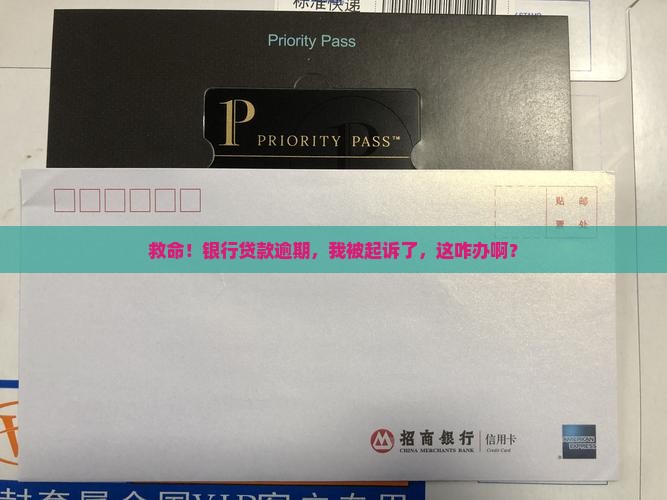 标准快递
Priority Pass
PRIORITY PASS™
贴 邮
票 处
救命！银行贷款逾期，我被起诉了，这咋办啊？
招商银行 信用卡
CHINA MERCHANTS BANK Credit Card
AMERICAN
EXPRESS